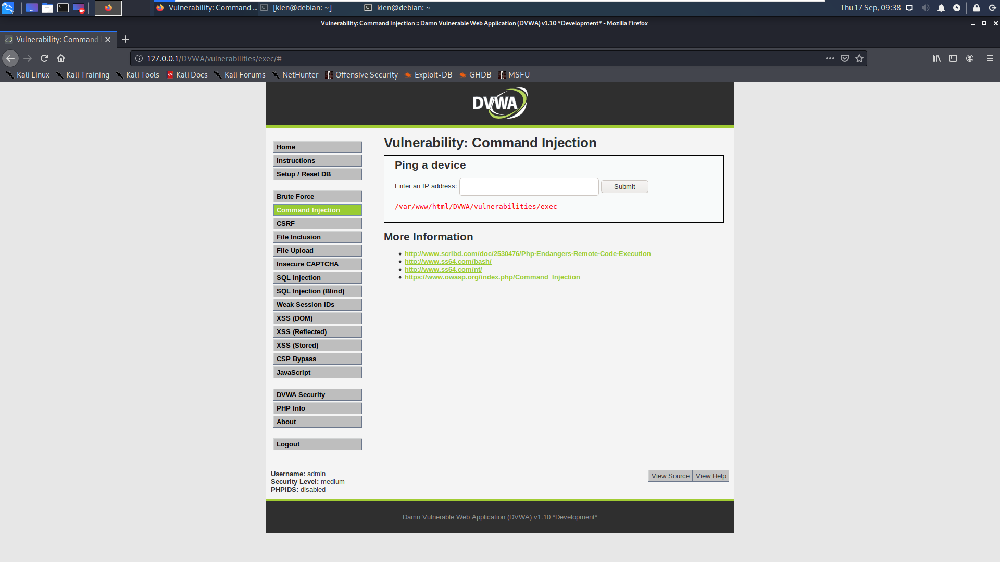 Vulnerability: Command ... [kien@debian: ~] kien@debian: ~ Thu 17 Sep, 09:38
Vulnerability: Command Injection :: Damn Vulnerable Web Application (DVWA) v1.10 *Development* - Mozilla Firefox
Vulnerability: Command
127.0.0.1/DVWA/vulnerabilities/exec/#
Kali Linux Kali Training Kali Tools Kali Docs Kali Forums NetHunter Offensive Security Exploit-DB GHDB MSFU
DVWA
Home
Instructions
Setup / Reset DB
Brute Force
Command Injection
CSRF
File Inclusion
File Upload
Insecure CAPTCHA
SQL Injection
SQL Injection (Blind)
Weak Session IDs
XSS (DOM)
XSS (Reflected)
XSS (Stored)
CSP Bypass
JavaScript
DVWA Security
PHP Info
About
Logout
Vulnerability: Command Injection
Ping a device
Enter an IP address: Submit
/var/www/html/DVWA/vulnerabilities/exec
More Information
http://www.scribd.com/doc/2530476/Php-Endangers-Remote-Code-Execution
http://www.ss64.com/bash/
http://www.ss64.com/nt/
https://www.owasp.org/index.php/Command_Injection
Username: admin
Security Level: medium
PHPIDS: disabled
View Source View Help
Damn Vulnerable Web Application (DVWA) v1.10 *Development*